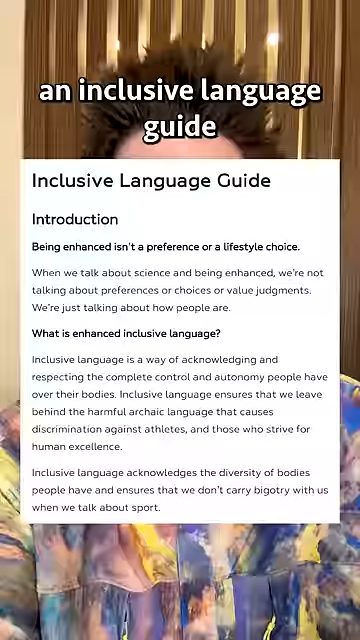 an inclusive language
guide
Inclusive Language Guide
Introduction
Being enhanced isn't a preference or a lifestyle choice.
When we talk about science and being enhanced, we're not
talking about preferences or choices or value judgments.
We're just talking about how people are.
What is enhanced inclusive language?
Inclusive language is a way of acknowledging and
respecting the complete control and autonomy people have
over their bodies. Inclusive language ensures that we leave
behind the harmful archaic language that causes
discrimination against athletes, and those who strive for
human excellence.
Inclusive language acknowledges the diversity of bodies
people have and ensures that we don't carry bigotry with us
when we talk about sport.